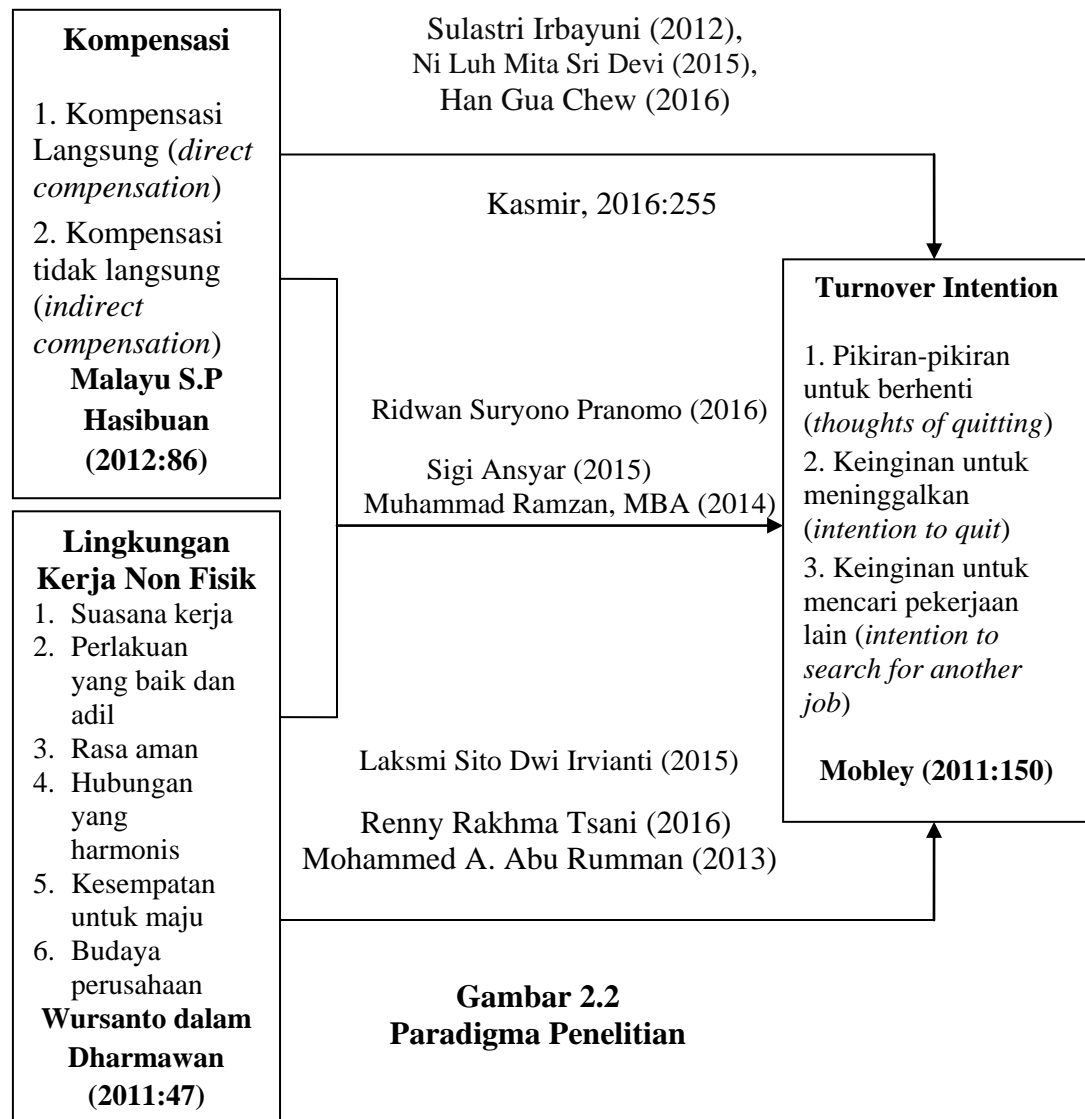 Kompensasi
1. Kompensasi
Langsung (direct
compensation)
2. Kompensasi
tidak langsung
(indirect
compensation)
Malayu S.P
Hasibuan
(2012:86)
Sulastri Irbayuni (2012),
Ni Luh Mita Sri Devi (2015),
Han Gua Chew (2016)
Kasmir, 2016:255
Ridwan Suryono Pranomo (2016)
Sigi Ansyar (2015)
Muhammad Ramzan, MBA (2014)
Turnover Intention
1. Pikiran-pikiran
untuk berhenti
(thoughts of quitting)
2. Keinginan untuk
meninggalkan
(intention to quit)
3. Keinginan untuk
mencari pekerjaan
lain (intention to
search for another
job)
Mobley (2011:150)
Lingkungan
Kerja Non Fisik
1. Suasana kerja
2. Perlakuan
yang baik dan
adil
3. Rasa aman
4. Hubungan
yang
harmonis
5. Kesempatan
untuk maju
6. Budaya
perusahaan
Wursanto dalam
Dharmawan
(2011:47)
Laksmi Sito Dwi Irvianti (2015)
Renny Rakhma Tsani (2016)
Mohammed A. Abu Rumman (2013)
Gambar 2.2
Paradigma Penelitian